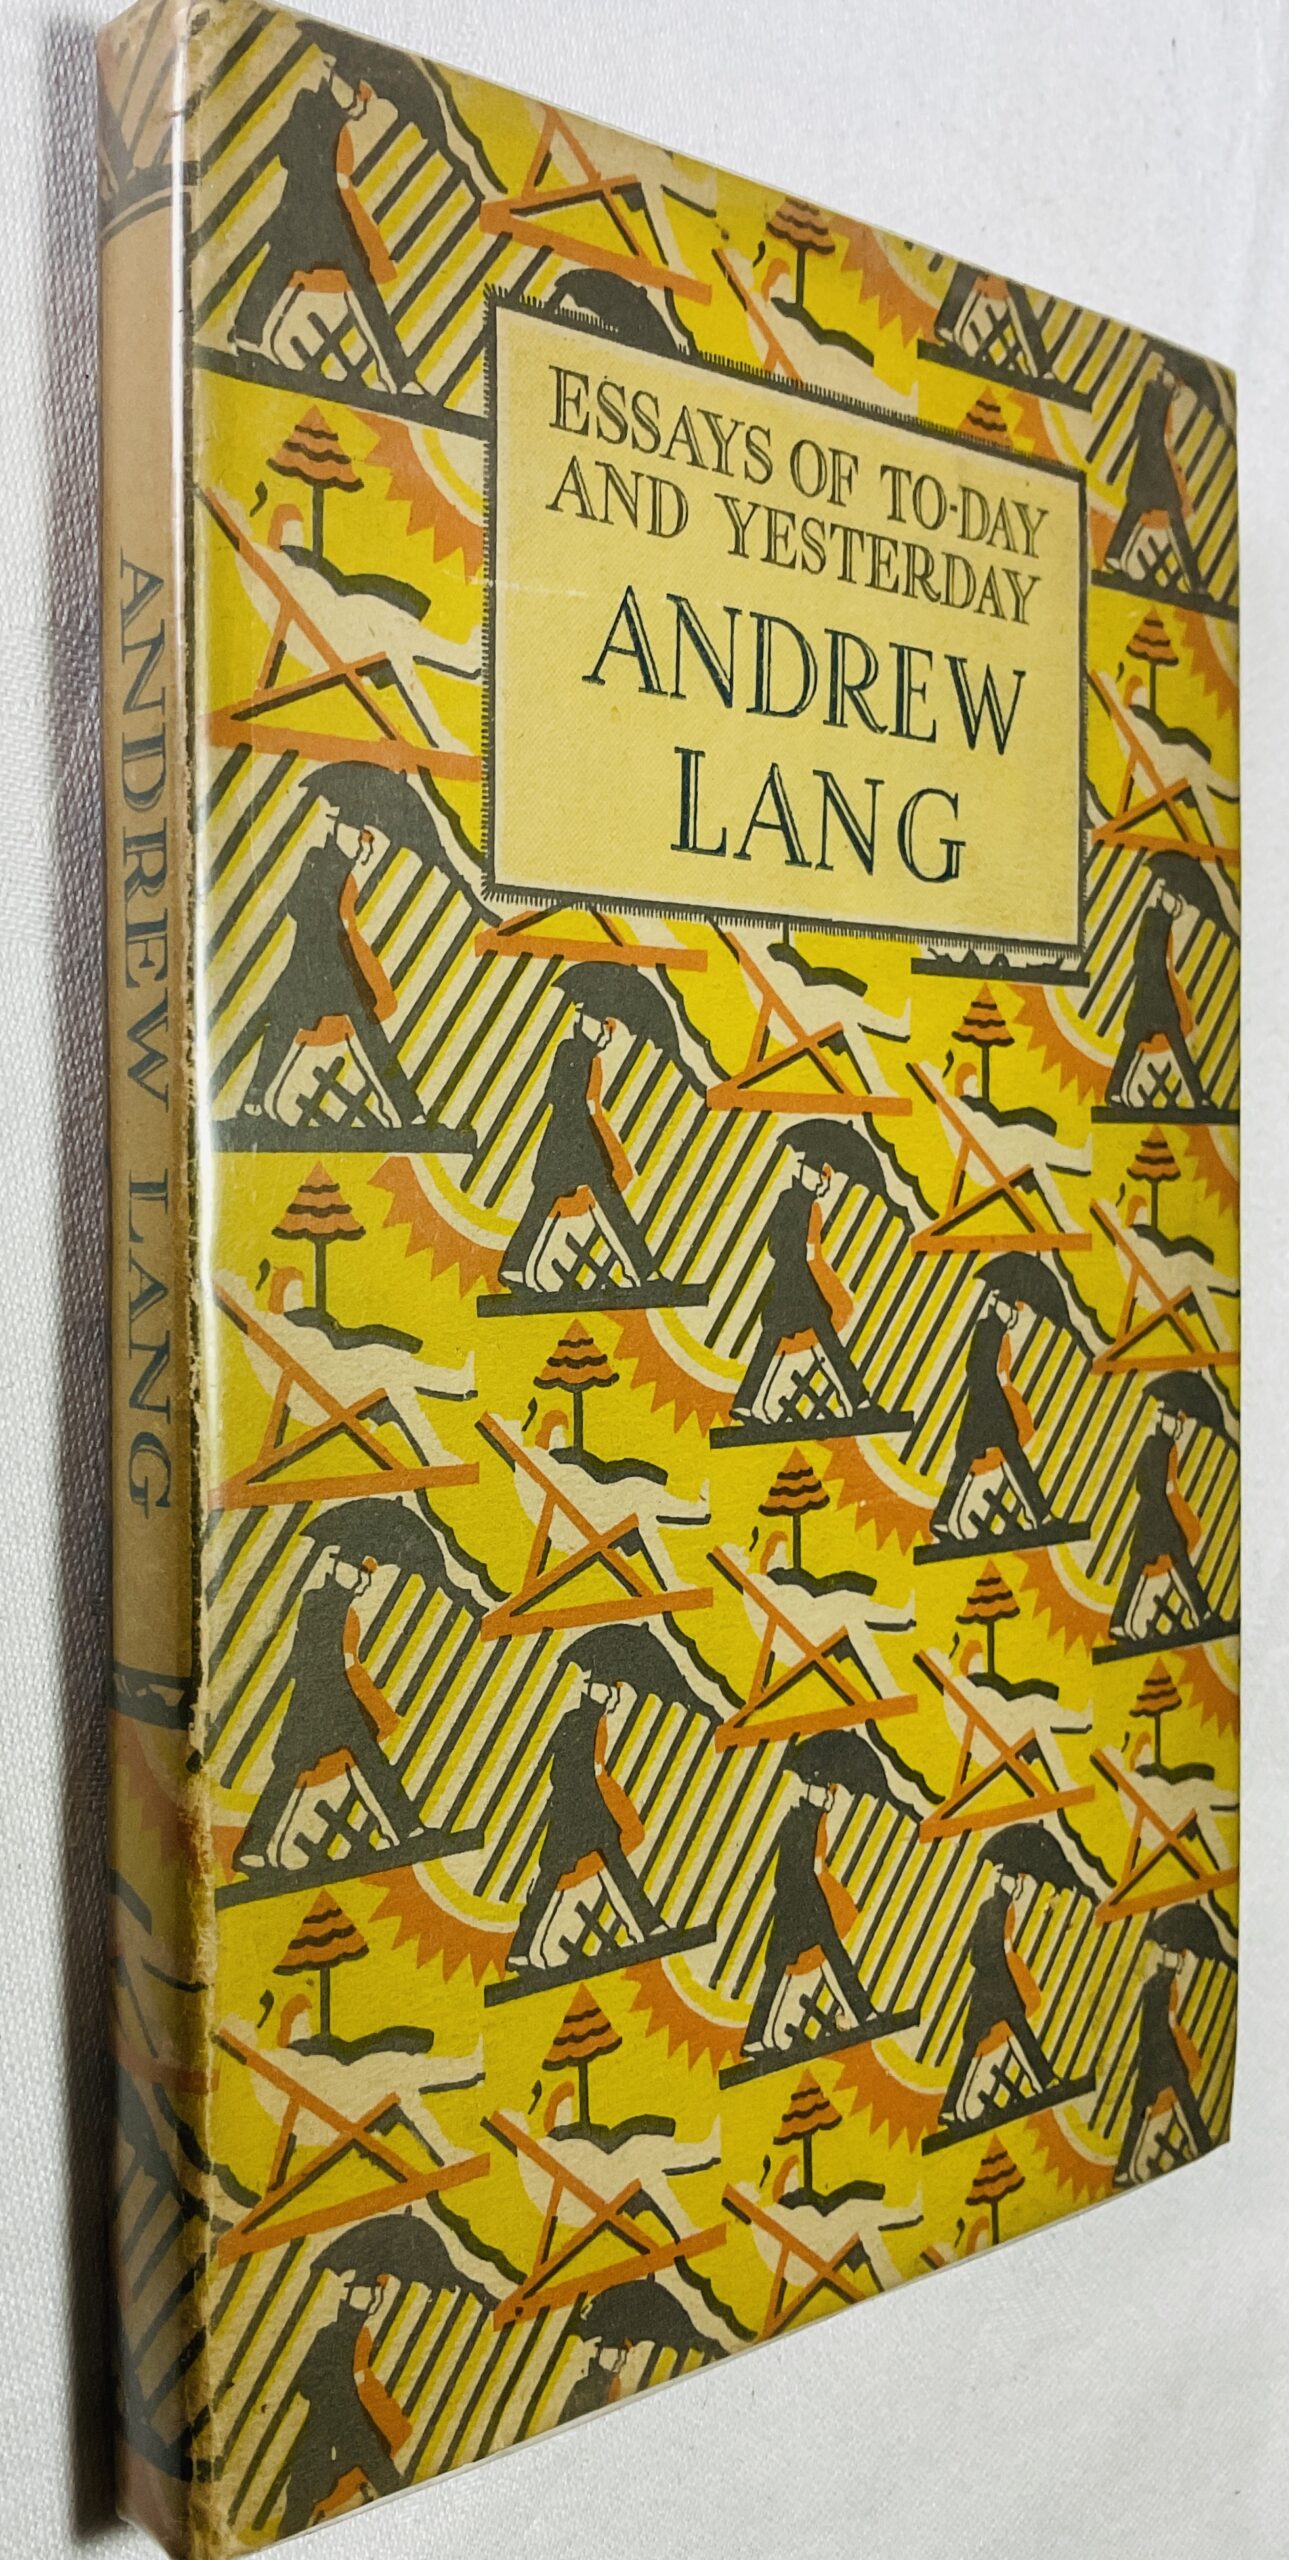 ESSAYS OF TO-DAY
AND YESTERDAY
ANDREW
LANG
ANDREW LANG